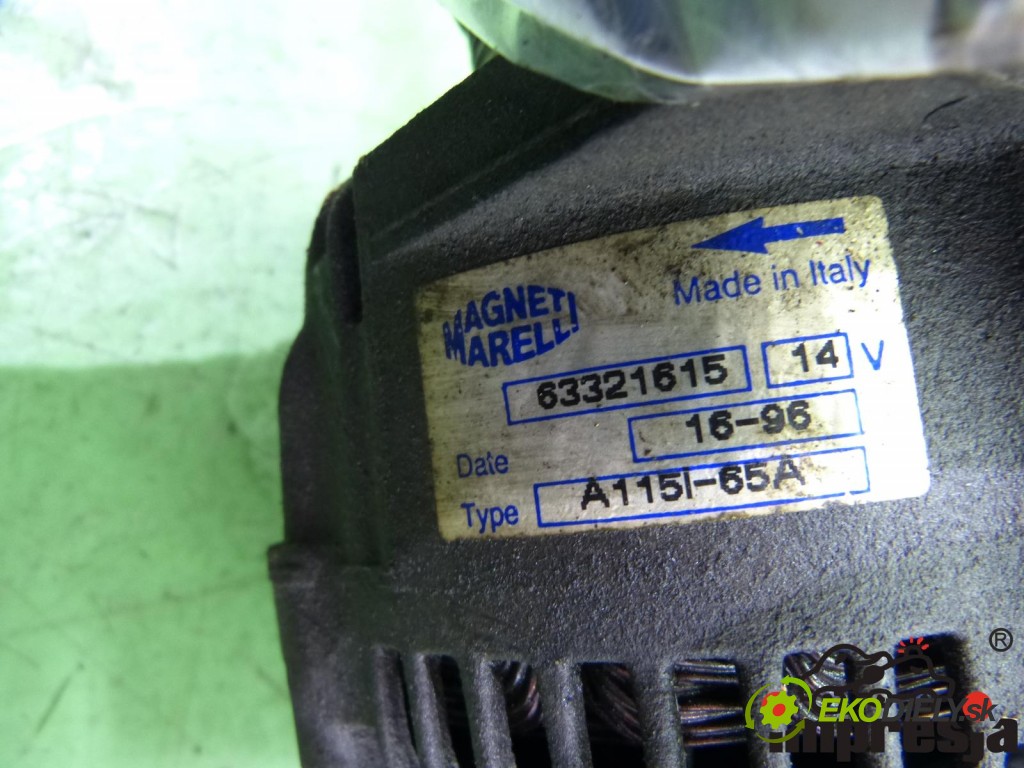 Made in Italy
MAGNETI
MARELLI
63321615 14 V
Date 16-96
Type A115I-65A
®
EKODIELY.sk
impresja